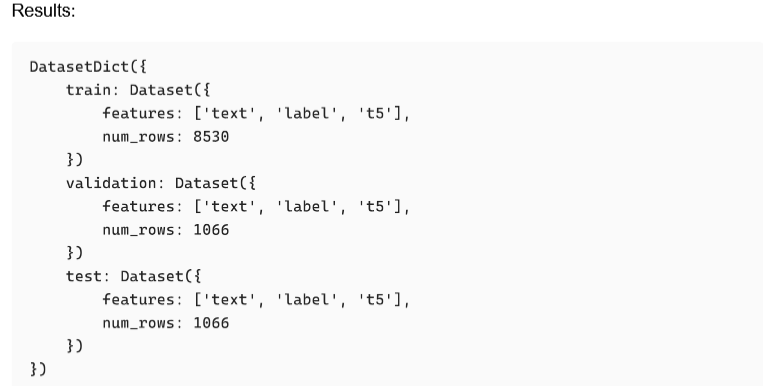 Results:
DatasetDict({
    train: Dataset({
        features: ['text', 'label', 't5'],
        num_rows: 8530
    })
    validation: Dataset({
        features: ['text', 'label', 't5'],
        num_rows: 1066
    })
    test: Dataset({
        features: ['text', 'label', 't5'],
        num_rows: 1066
    })
})